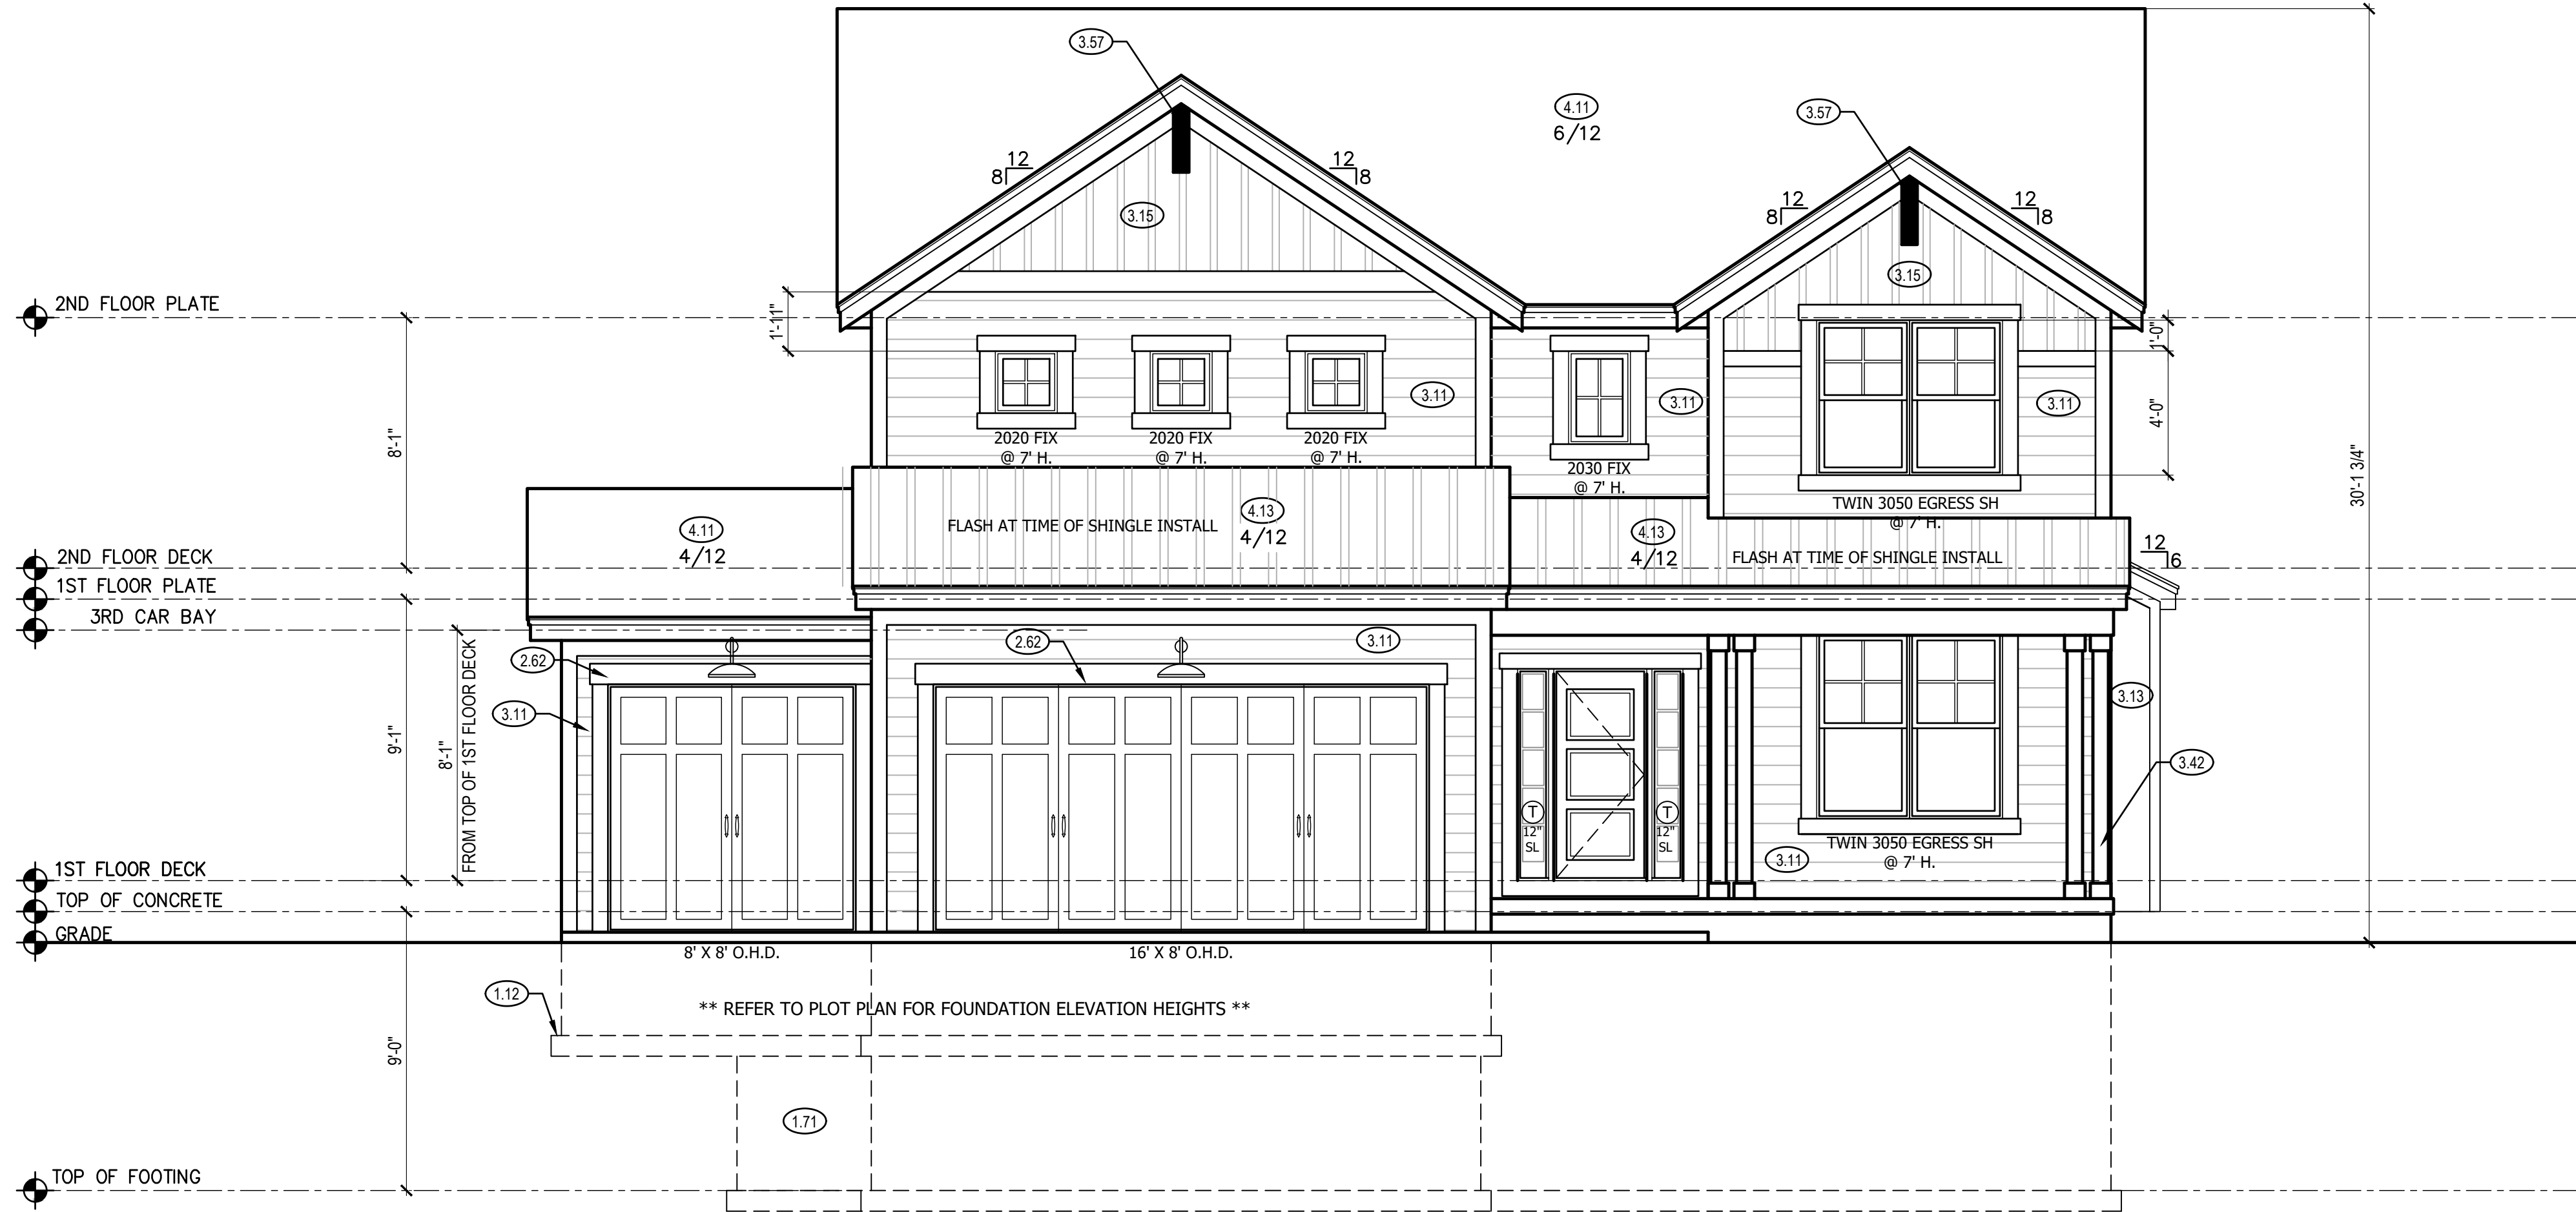 3.57
4.11
6/12
3.57
12
8
12
8
12
8
12
8
3.15
3.15
2ND FLOOR PLATE
1'-11"
1'-0"
3.11
3.11
3.11
4'-0"
8'-1"
2020 FIX
@ 7' H.
2020 FIX
@ 7' H.
2020 FIX
@ 7' H.
2030 FIX
@ 7' H.
30'-1 3/4"
TWIN 3050 EGRESS SH
@ 7' H.
4.11
4/12
FLASH AT TIME OF SHINGLE INSTALL
4.13
4/12
4.13
4/12
FLASH AT TIME OF SHINGLE INSTALL
12
6
2ND FLOOR DECK
1ST FLOOR PLATE
3RD CAR BAY
2.62
2.62
3.11
3.11
3.13
9'-1"
8'-1"
FROM TOP OF 1ST FLOOR DECK
3.42
T
12"
SL
T
12"
SL
TWIN 3050 EGRESS SH
@ 7' H.
3.11
1ST FLOOR DECK
TOP OF CONCRETE
GRADE
8' X 8' O.H.D.
16' X 8' O.H.D.
1.12
** REFER TO PLOT PLAN FOR FOUNDATION ELEVATION HEIGHTS **
9'-0"
1.71
TOP OF FOOTING